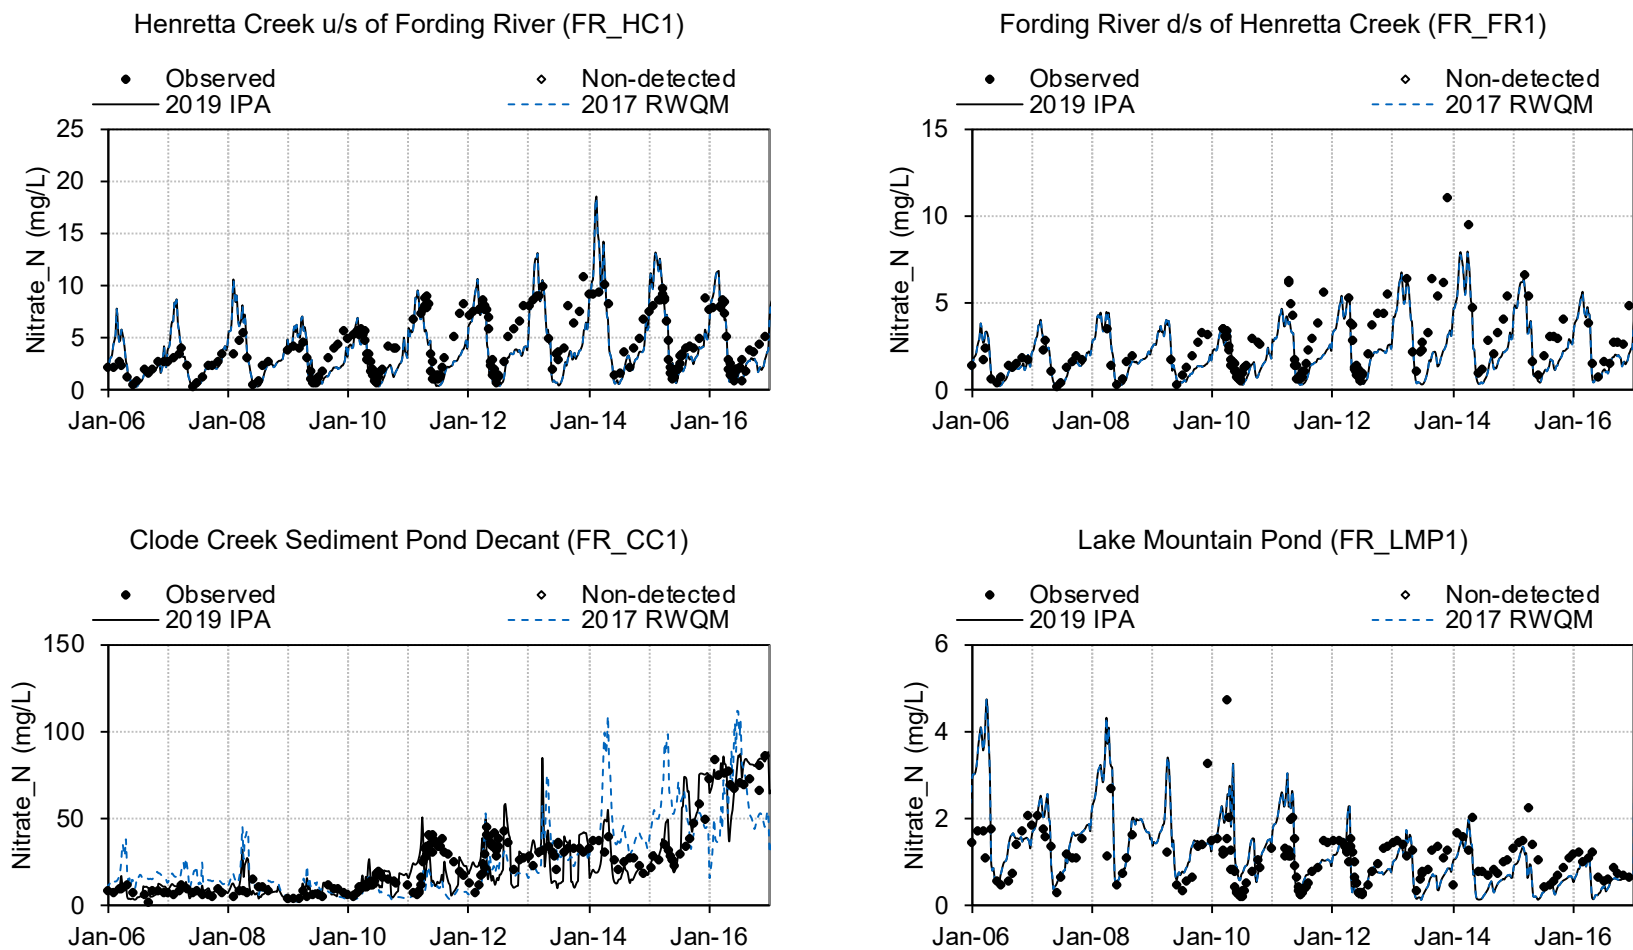 Henretta Creek u/s of Fording River (FR_HC1)
Observed
Non-detected
2019 IPA
2017 RWQM
Nitrate_N (mg/L)
25
20
15
10
5
0
Jan-06 Jan-08 Jan-10 Jan-12 Jan-14 Jan-16
Fording River d/s of Henretta Creek (FR_FR1)
Observed
Non-detected
2019 IPA
2017 RWQM
Nitrate_N (mg/L)
15
10
5
0
Jan-06 Jan-08 Jan-10 Jan-12 Jan-14 Jan-16
Clode Creek Sediment Pond Decant (FR_CC1)
Observed
Non-detected
2019 IPA
2017 RWQM
Nitrate_N (mg/L)
150
100
50
0
Jan-06 Jan-08 Jan-10 Jan-12 Jan-14 Jan-16
Lake Mountain Pond (FR_LMP1)
Observed
Non-detected
2019 IPA
2017 RWQM
Nitrate_N (mg/L)
6
4
2
0
Jan-06 Jan-08 Jan-10 Jan-12 Jan-14 Jan-16